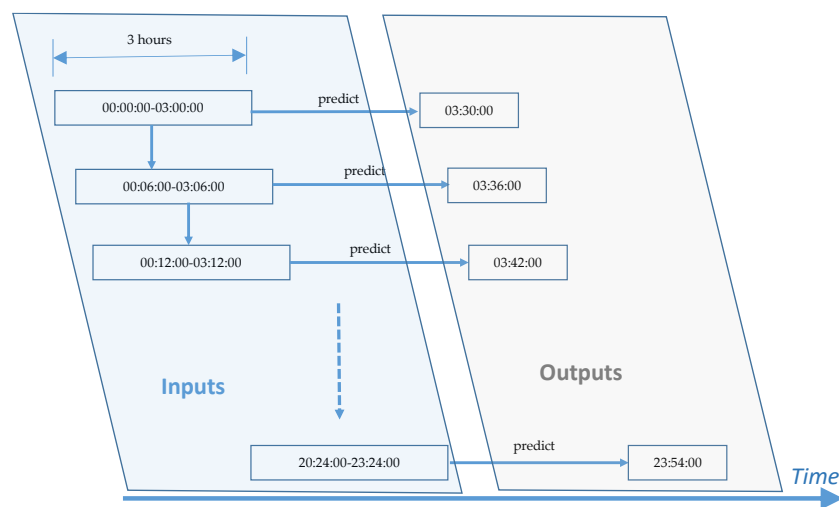 3 hours
00:00:00-03:00:00
predict
03:30:00
00:06:00-03:06:00
predict
03:36:00
00:12:00-03:12:00
predict
03:42:00
Inputs
Outputs
20:24:00-23:24:00
predict
23:54:00
Time